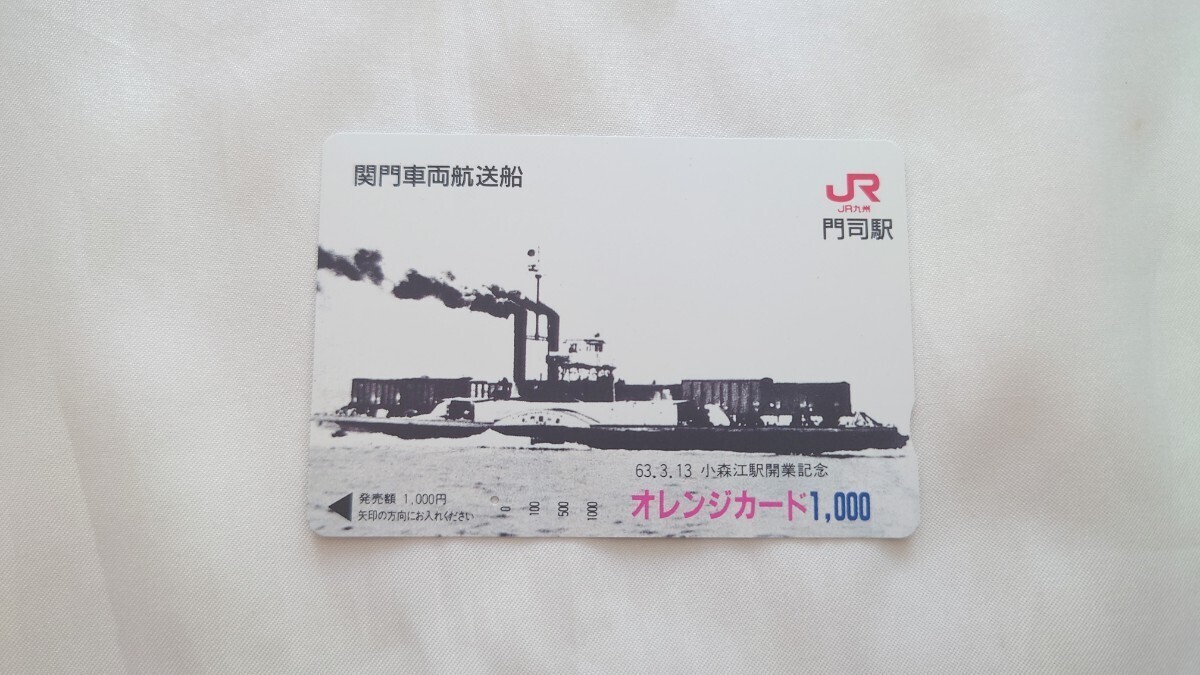 関門車両航送船
JR
JR九州
門司駅
63.3.13 小森江駅開業記念
オレンジカード1,000
発売額 1,000円
矢印の方向にお入れください
0 100 500 1000